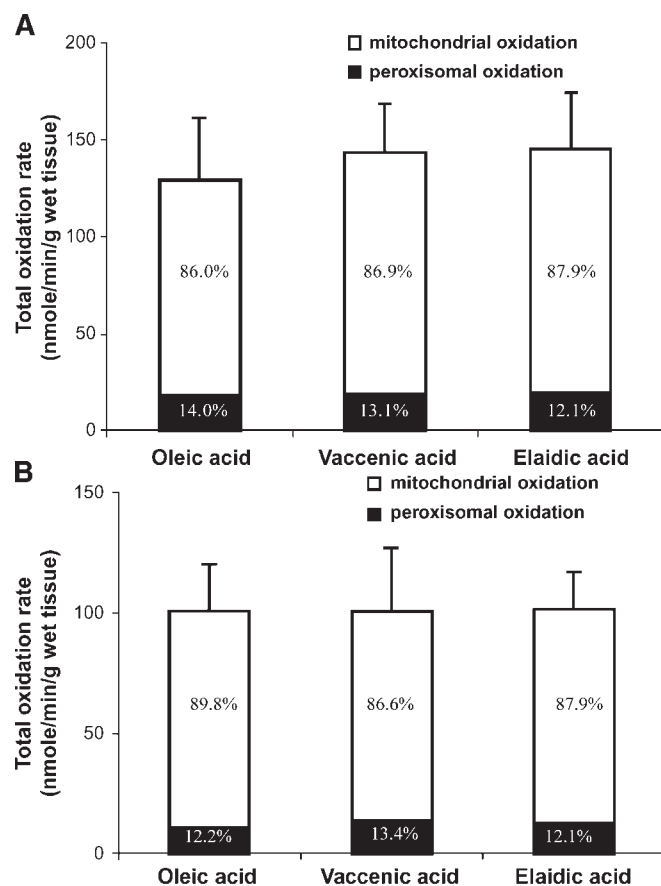 A
200
150
100
50
0
Total oxidation rate
(nmole/min/g wet tissue)
mitochondrial oxidation
peroxisomal oxidation
86.0%
86.9%
87.9%
14.0%
13.1%
12.1%
Oleic acid
Vaccenic acid
Elaidic acid
B
150
100
50
0
Total oxidation rate
(nmole/min/g wet tissue)
mitochondrial oxidation
peroxisomal oxidation
89.8%
86.6%
87.9%
12.2%
13.4%
12.1%
Oleic acid
Vaccenic acid
Elaidic acid